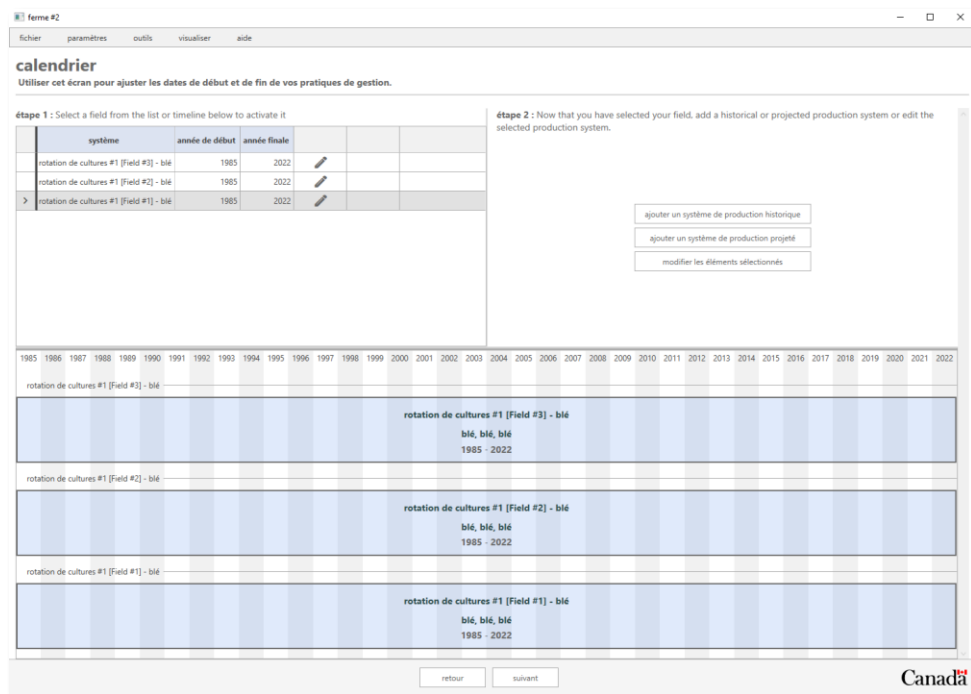 ferme #2
fichier paramètres outils visualiser aide
calendrier
Utiliser cet écran pour ajuster les dates de début et de fin de vos pratiques de gestion.
étape 1 : Select a field from the list or timeline below to activate it
système année de début année finale
rotation de cultures #1 [Field #3] - blé 1985 2022
rotation de cultures #1 [Field #2] - blé 1985 2022
> rotation de cultures #1 [Field #1] - blé 1985 2022
étape 2 : Now that you have selected your field. add a historical or projected production system or edit the
selected production system.
ajouter un système de production historique
ajouter un système de production projeté
modifier les éléments sélectionnés
1985 1986 1987 1988 1989 1990 1991 1992 1993 1994 1995 1996 1997 1998 1999 2000 2001 2002 2003 2004 2005 2006 2007 2008 2009 2010 2011 2012 2013 2014 2015 2016 2017 2018 2019 2020 2021 2022
rotation de cultures #1 [Field #3] - blé
rotation de cultures #1 [Field #3] - blé
blé, blé, blé
1985 - 2022
rotation de cultures #1 [Field #2] - blé
rotation de cultures #1 [Field #2] - blé
blé, blé, blé
1985 - 2022
rotation de cultures #1 [Field #1] - blé
rotation de cultures #1 [Field #1] - blé
blé, blé, blé
1985 - 2022
retour suivant
Canada